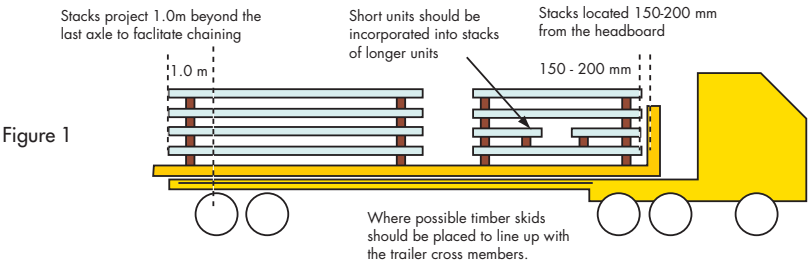 Stacks project 1.0m beyond the
last axle to faclitate chaining
Short units should be
incorporated into stacks
of longer units
Stacks located 150-200 mm
from the headboard
1.0 m
150 - 200 mm
Figure 1
Where possible timber skids
should be placed to line up with
the trailer cross members.